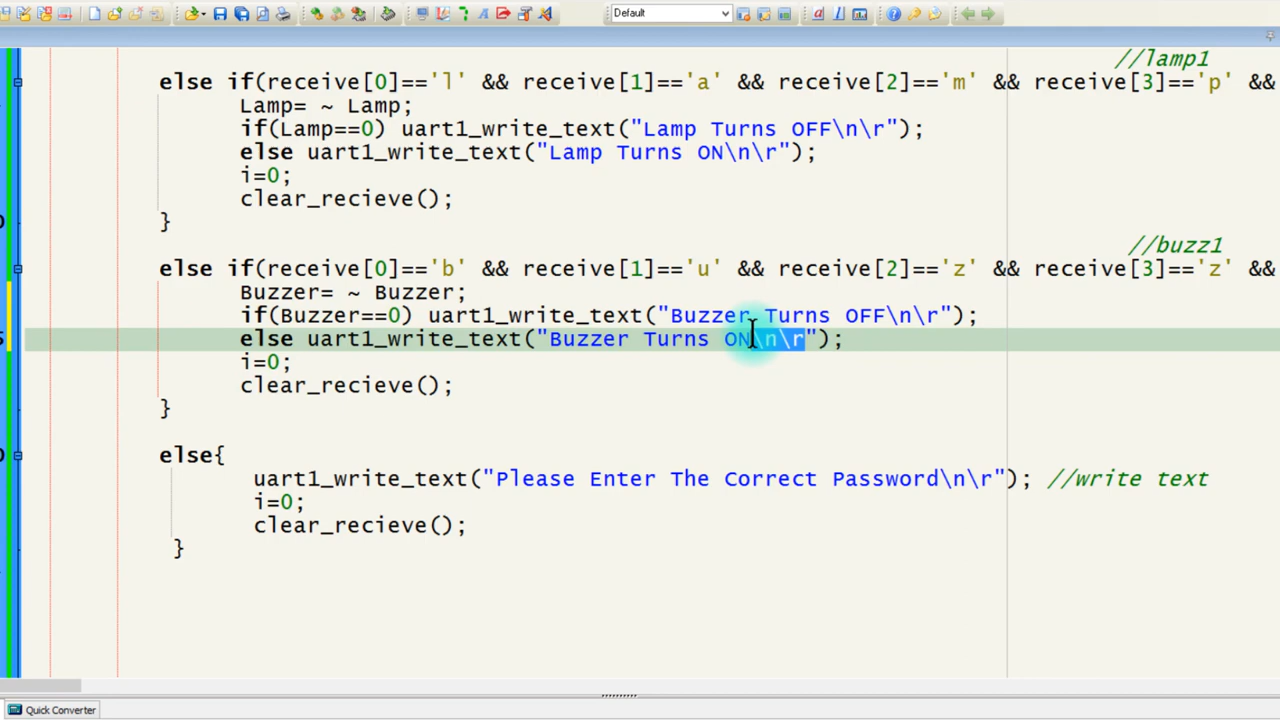 Default
//lamp1
else if(receive[0]=='l' && receive[1]=='a' && receive[2]=='m' && receive[3]=='p' &&
Lamp= ~ Lamp;
if(Lamp==0) uart1_write_text("Lamp Turns OFF\n\r");
else uart1_write_text("Lamp Turns ON\n\r");
i=0;
clear_recieve();
}
//buzz1
else if(receive[0]=='b' && receive[1]=='u' && receive[2]=='z' && receive[3]=='z' &&
Buzzer= ~ Buzzer;
if(Buzzer==0) uart1_write_text("Buzzer Turns OFF\n\r");
else uart1_write_text("Buzzer Turns ON\n\r");
i=0;
clear_recieve();
}
else{
uart1_write_text("Please Enter The Correct Password\n\r"); //write text
i=0;
clear_recieve();
}
Quick Converter